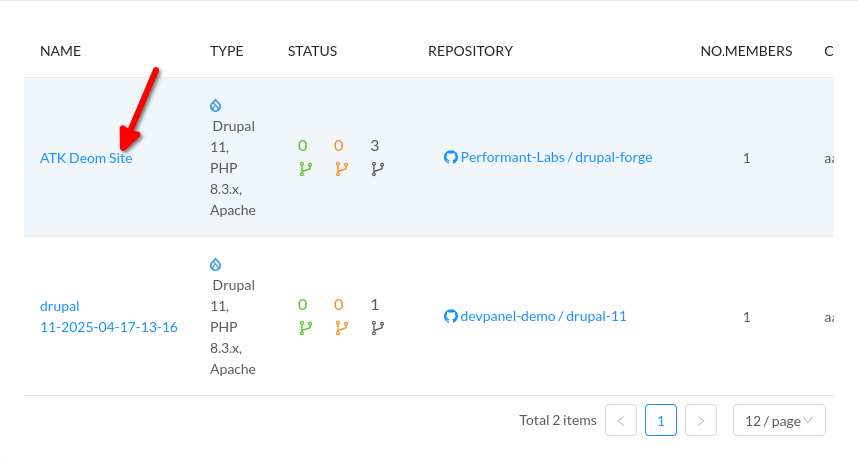 NAME TYPE STATUS REPOSITORY NO.MEMBERS C
Drupal
11,
0 0 3
ATK Deom Site PHP Performant-Labs / drupal-forge 1 aa
8.3.x,
Apache
Drupal
drupal 11, 0 0 1
11-2025-04-17-13-16 PHP devpanel-demo / drupal-11 1 aa
8.3.x,
Apache
Total 2 items < 1 > 12 / page